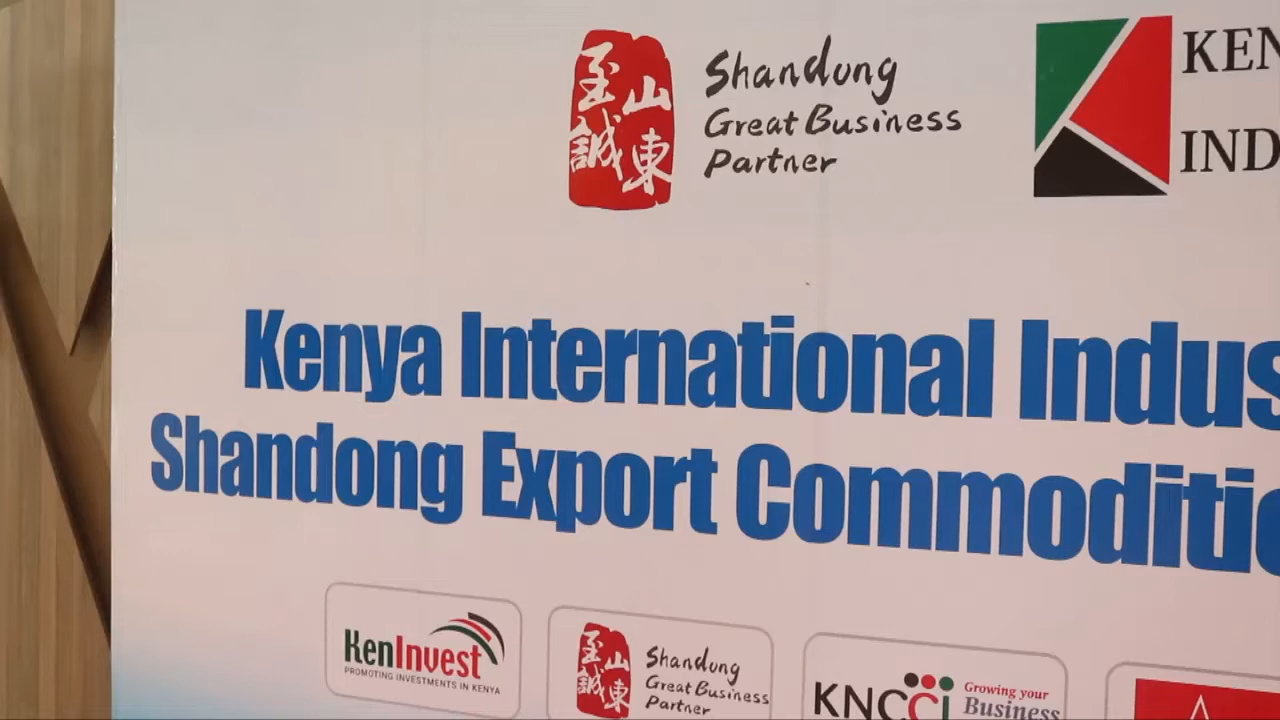 山東
至誠
Shandong
Great Business
Partner
KEN
IND
Kenya International Indus
Shandong Export Commoditie
KenInvest
PROMOTING INVESTMENTS IN KENYA
山東
至誠
Shandong
Great Business
Partner
KNCCI
Growing your
Business